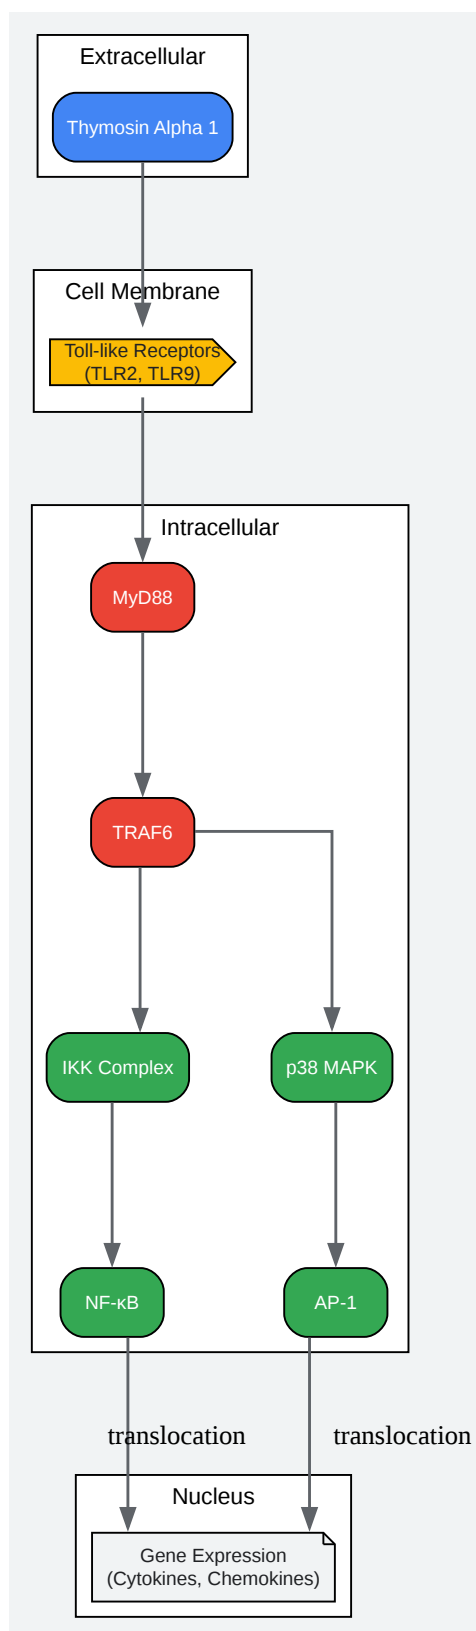 Extracellular
Thymosin Alpha 1
Cell Membrane
Toll-like Receptors
(TLR2, TLR9)
Intracellular
MyD88
TRAF6
IKK Complex
p38 MAPK
NF-κB
AP-1
translocation
translocation
Nucleus
Gene Expression
(Cytokines, Chemokines)